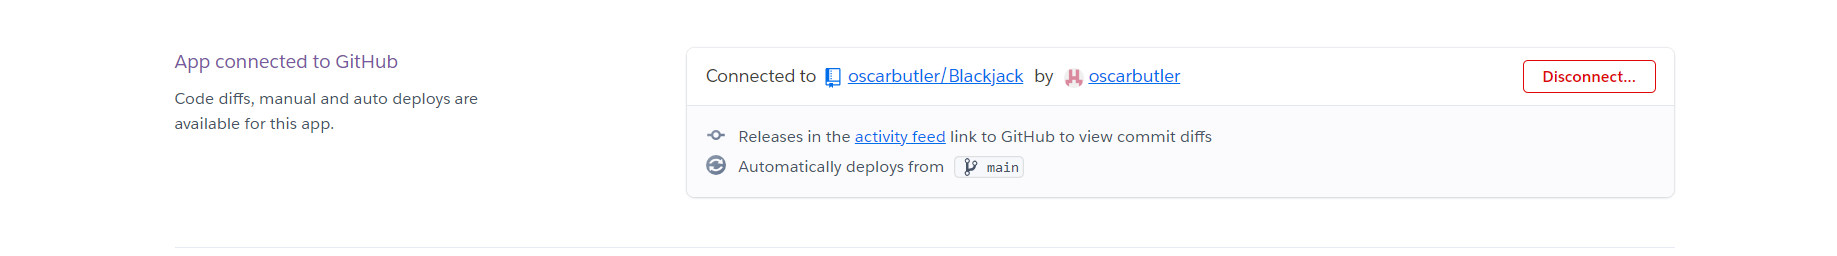 App connected to GitHub
Code diffs, manual and auto deploys are
available for this app.
Connected to oscarbutler/Blackjack by oscarbutler
Disconnect...
Releases in the activity feed link to GitHub to view commit diffs
Automatically deploys from main